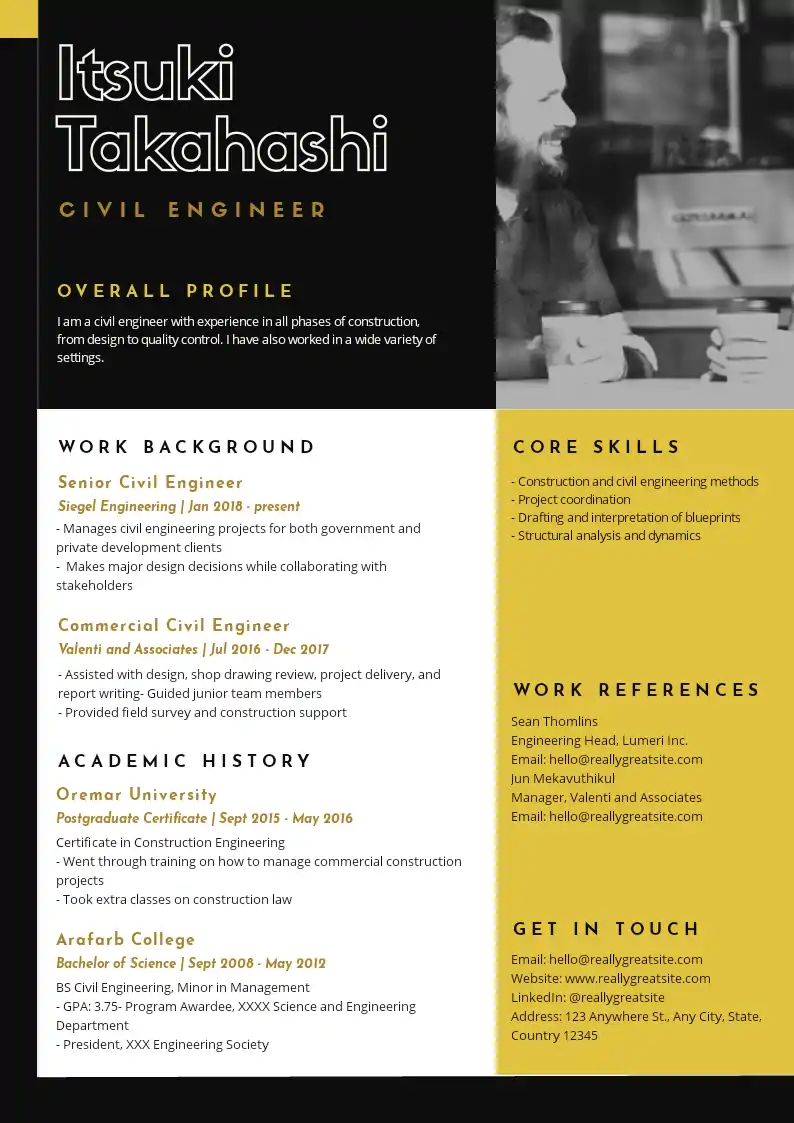 Itsuki
Takahashi
CIVIL ENGINEER
OVERALL PROFILE
I am a civil engineer with experience in all phases of construction,
from design to quality control. I have also worked in a wide variety of
settings.
WORK BACKGROUND
Senior Civil Engineer
Siegel Engineering | Jan 2018 - present
- Manages civil engineering projects for both government and
private development clients
-  Makes major design decisions while collaborating with
stakeholders
Commercial Civil Engineer
Valenti and Associates | Jul 2016 - Dec 2017
- Assisted with design, shop drawing review, project delivery, and
report writing- Guided junior team members
- Provided field survey and construction support
ACADEMIC HISTORY
Oremar University
Postgraduate Certificate | Sept 2015 - May 2016
Certificate in Construction Engineering
- Went through training on how to manage commercial construction
projects
- Took extra classes on construction law
Arafarb College
Bachelor of Science | Sept 2008 - May 2012
BS Civil Engineering, Minor in Management
- GPA: 3.75- Program Awardee, XXXX Science and Engineering
Department
- President, XXX Engineering Society
CORE SKILLS
- Construction and civil engineering methods
- Project coordination
- Drafting and interpretation of blueprints
- Structural analysis and dynamics
WORK REFERENCES
Sean Thomlins
Engineering Head, Lumeri Inc.
Email: hello@reallygreatsite.com
Jun Mekavuthikul
Manager, Valenti and Associates
Email: hello@reallygreatsite.com
GET IN TOUCH
Email: hello@reallygreatsite.com
Website: www.reallygreatsite.com
LinkedIn: @reallygreatsite
Address: 123 Anywhere St., Any City, State,
Country 12345